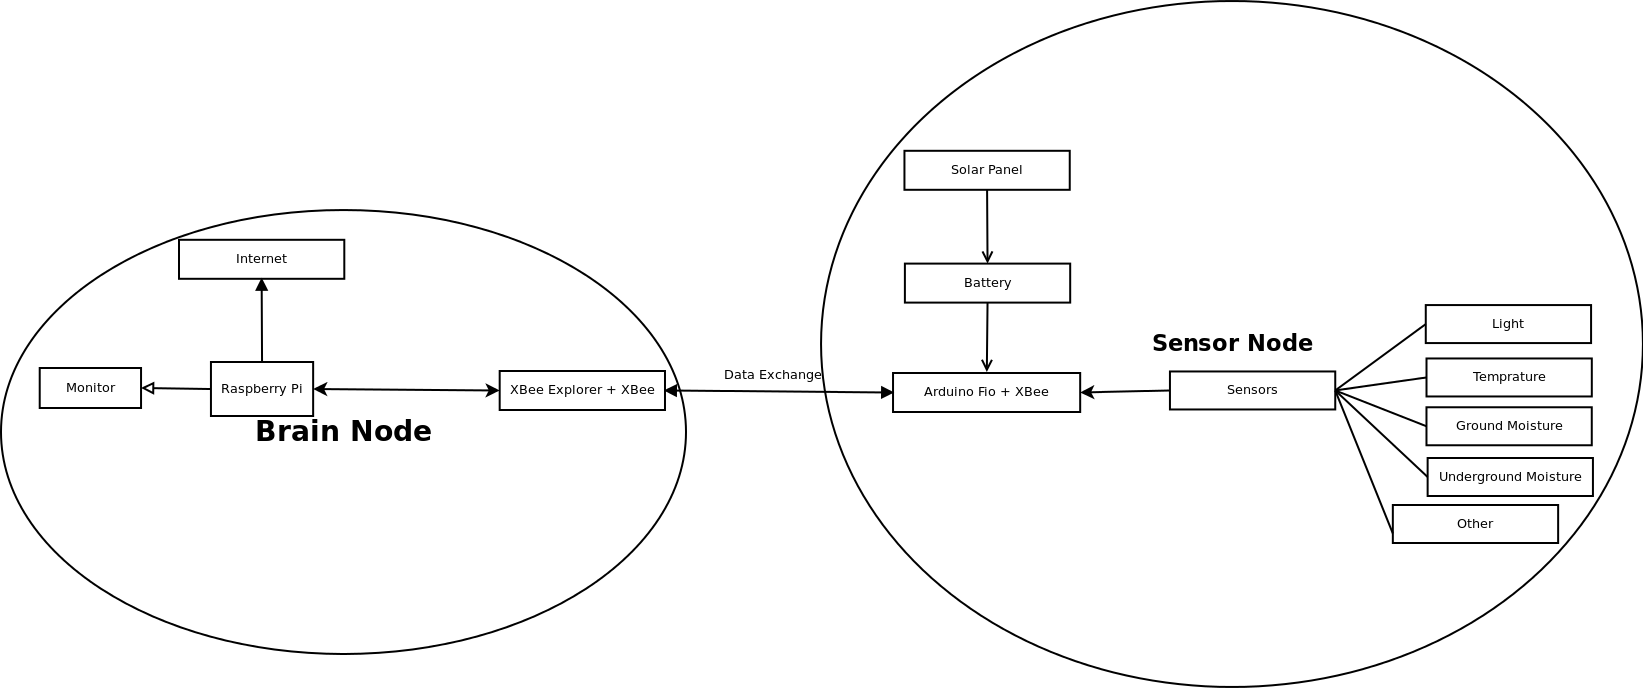 Internet
Monitor
Raspberry Pi
XBee Explorer + XBee
Brain Node
Data Exchange
Solar Panel
Battery
Arduino Fio + XBee
Sensor Node
Sensors
Light
Temprature
Ground Moisture
Underground Moisture
Other